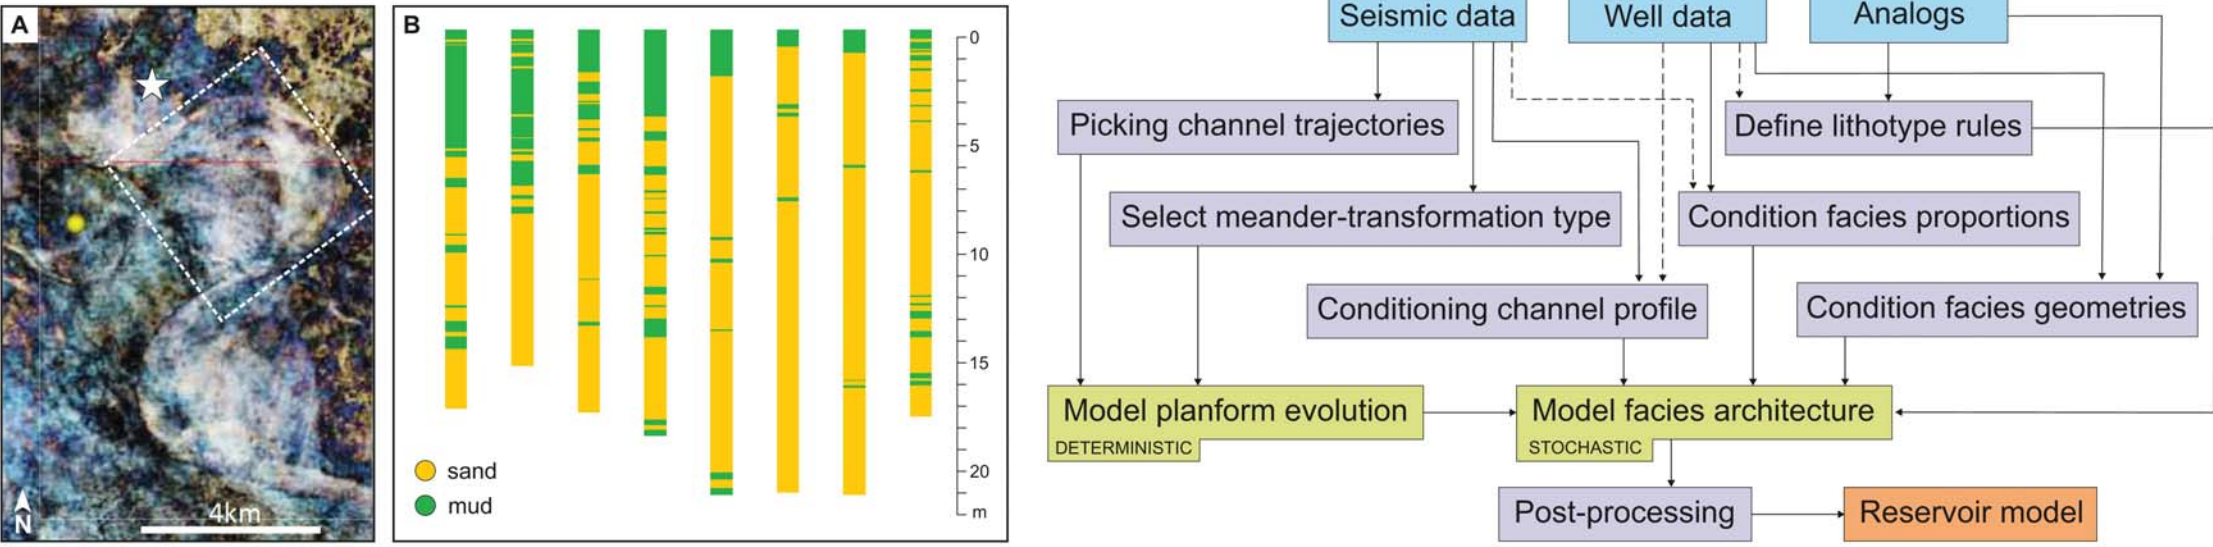 A
N
4km
B
0
5
10
15
20
m
sand
mud
Seismic data
Well data
Analogs
Picking channel trajectories
Define lithotype rules
Select meander-transformation type
Condition facies proportions
Conditioning channel profile
Condition facies geometries
Model planform evolution
DETERMINISTIC
Model facies architecture
STOCHASTIC
Post-processing
Reservoir model